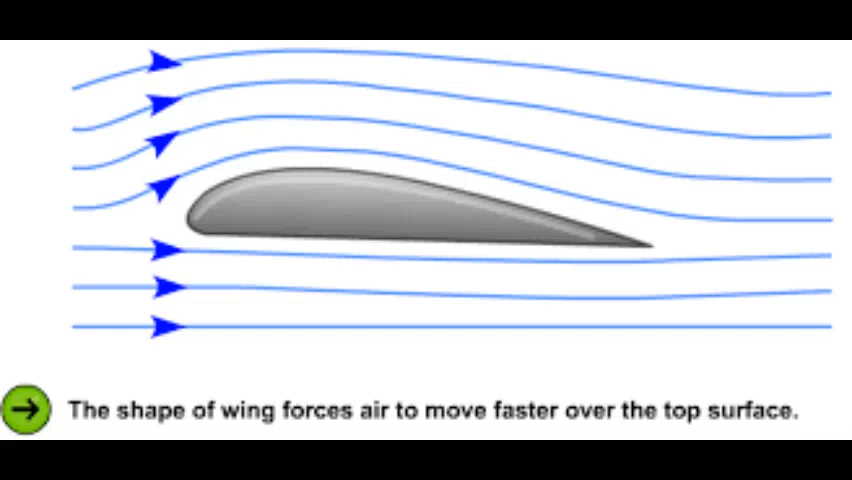 The shape of wing forces air to move faster over the top surface.